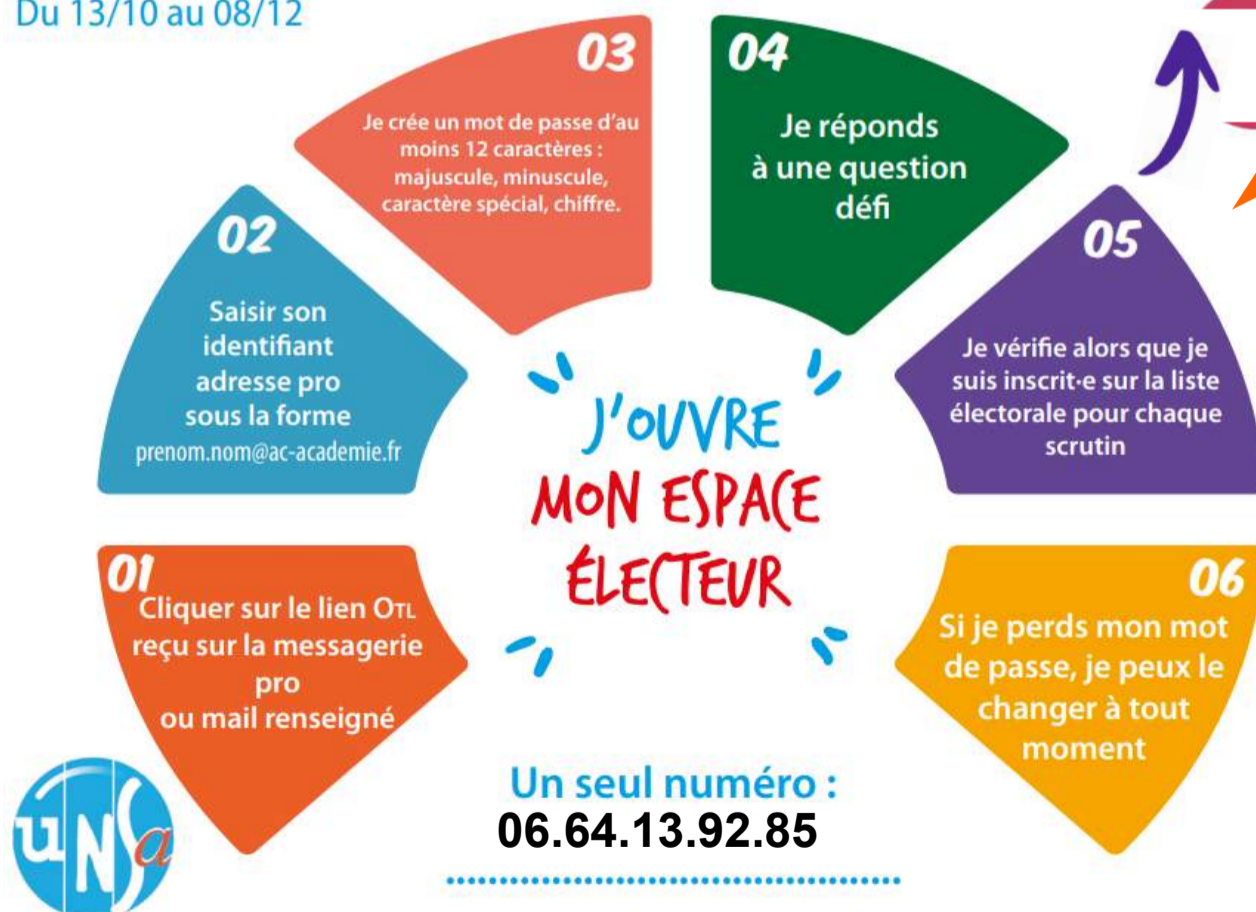 Du 13/10 au 08/12
01
Cliquer sur le lien OTL
reçu sur la messagerie
pro
ou mail renseigné
02
Saisir son
identifiant
adresse pro
sous la forme
prenom.nom@ac-academie.fr
03
Je crée un mot de passe d'au
moins 12 caractères :
majuscule, minuscule,
caractère spécial, chiffre.
04
Je réponds
à une question
défi
05
Je vérifie alors que je
suis inscrit·e sur la liste
électorale pour chaque
scrutin
06
Si je perds mon mot
de passe, je peux le
changer à tout
moment
J'OUVRE
MON ESPACE
ÉLECTEUR
Un seul numéro :
06.64.13.92.85
UNSa